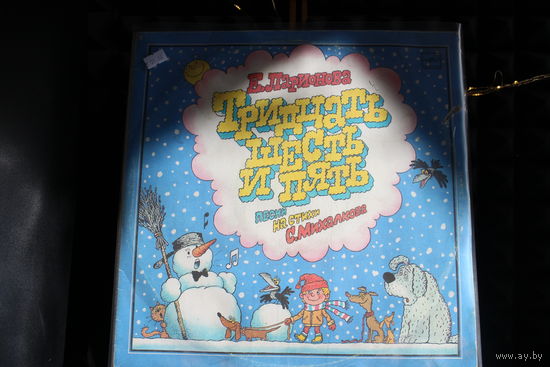 Е. Ларионова
Тридцать
шесть
и пять
песни
на стихи
С. Михалкова
www.ay.by